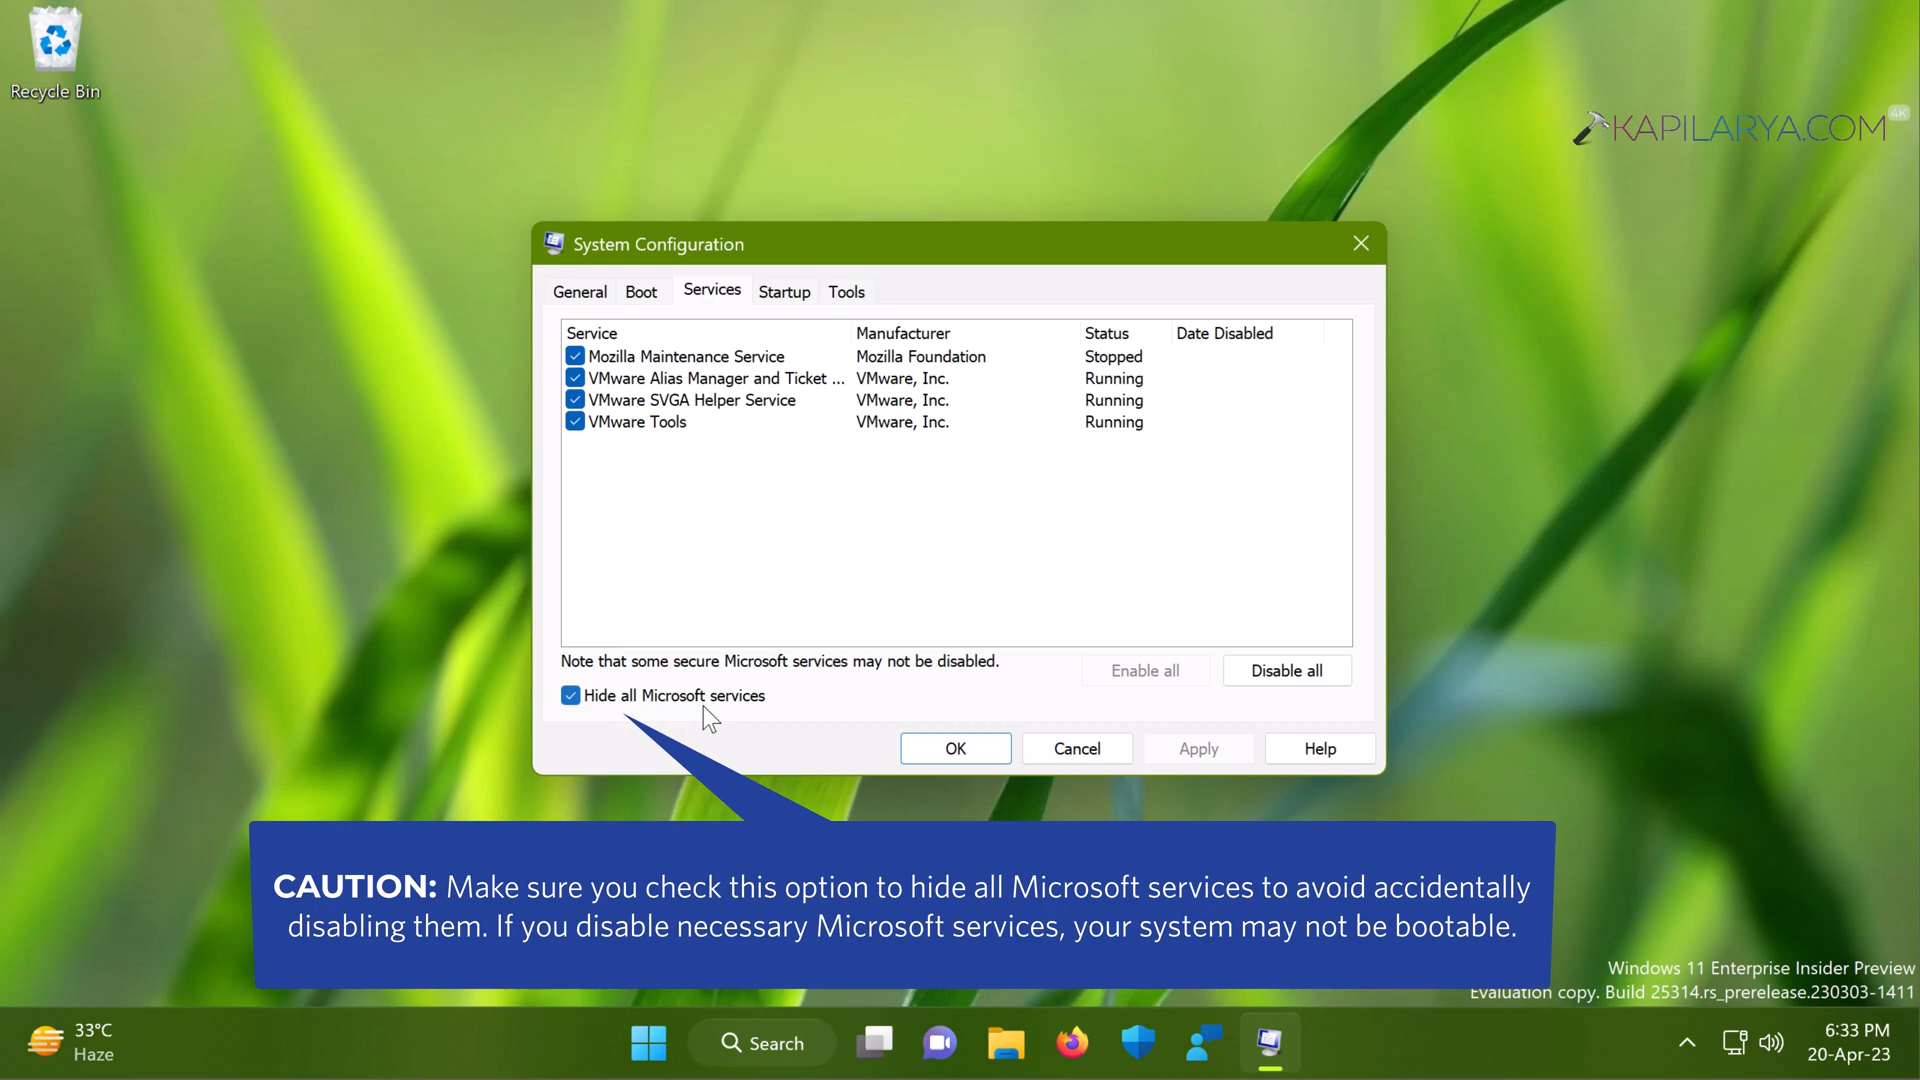 Recycle Bin
KAPILARYA.COM
4K
System Configuration
General Boot Services Startup Tools
Service Manufacturer Status Date Disabled
Mozilla Maintenance Service Mozilla Foundation Stopped
VMware Alias Manager and Ticket ... VMware, Inc. Running
VMware SVGA Helper Service VMware, Inc. Running
VMware Tools VMware, Inc. Running
Note that some secure Microsoft services may not be disabled.
Enable all Disable all
Hide all Microsoft services
OK Cancel Apply Help
CAUTION: Make sure you check this option to hide all Microsoft services to avoid accidentally
disabling them. If you disable necessary Microsoft services, your system may not be bootable.
Windows 11 Enterprise Insider Preview
Evaluation copy. Build 25314.rs_prerelease.230303-1411
33°C
Haze
Search
6:33 PM
20-Apr-23